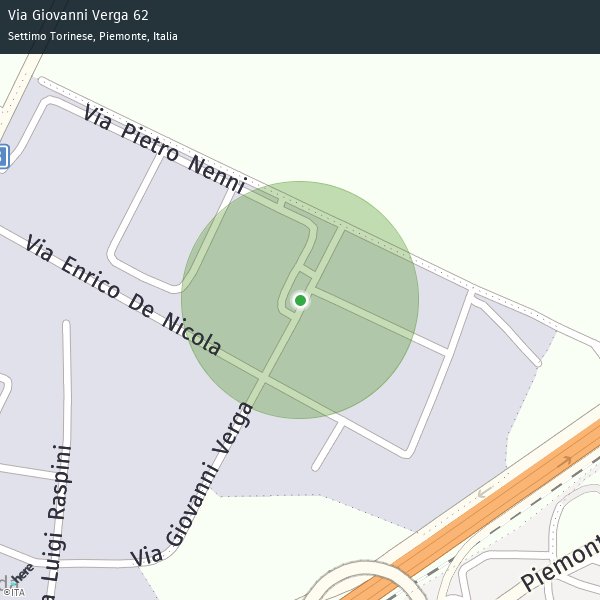 Via Giovanni Verga 62
Settimo Torinese, Piemonte, Italia
Via Pietro Nenni
Via Enrico De Nicola
Via Giovanni Verga
Luigi Raspini
Piemont
here
©ITA